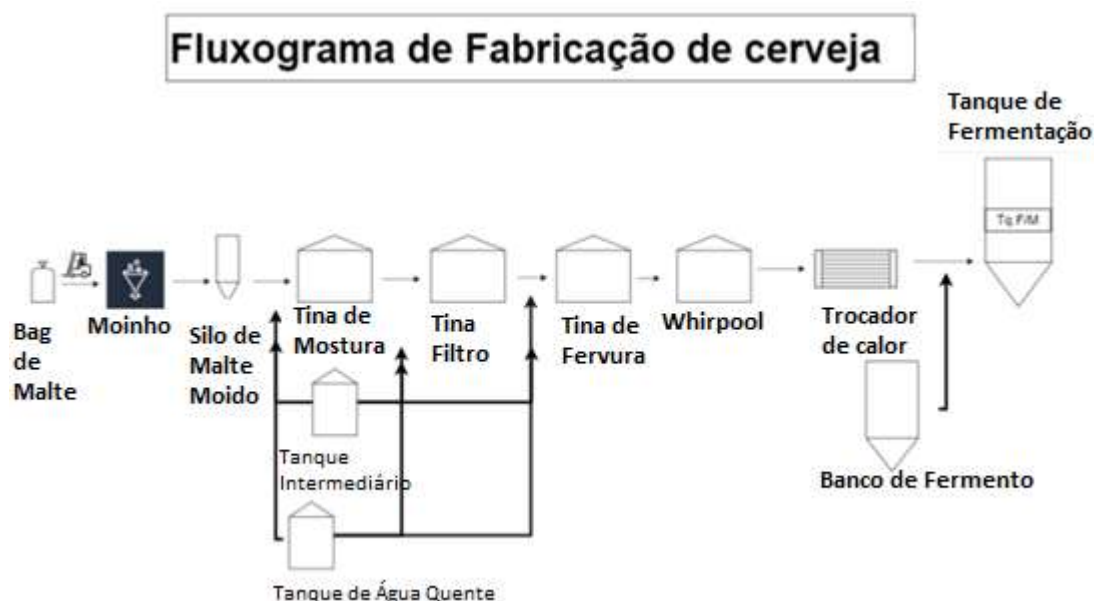 Fluxograma de Fabricação de cerveja
Tanque de
Fermentação
Tq F/M
Bag
de
Malte
Moinho
Silo de
Malte
Moido
Tina de
Mostura
Tina
Filtro
Tina de
Fervura
Whirpool
Trocador
de calor
Tanque
Intermediário
Banco de Fermento
Tanque de Água Quente